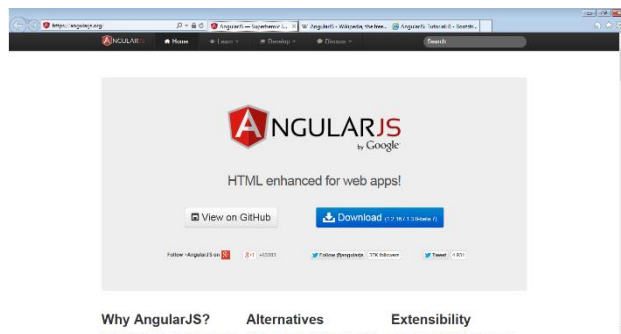 https://angularjs.org/
AngularJS — Superheroic J...
AngularJS - Wikipedia, the free...
AngularJS Tutorial:
ANGULARJS
Home
Learn
Develop
Discuss
Search
ANGULARJS
by Google
HTML enhanced for web apps!
View on GitHub
Download
Follow +AngularJS on
Follow @angularjs
followers
Tweet
Why AngularJS?
Alternatives
Extensibility